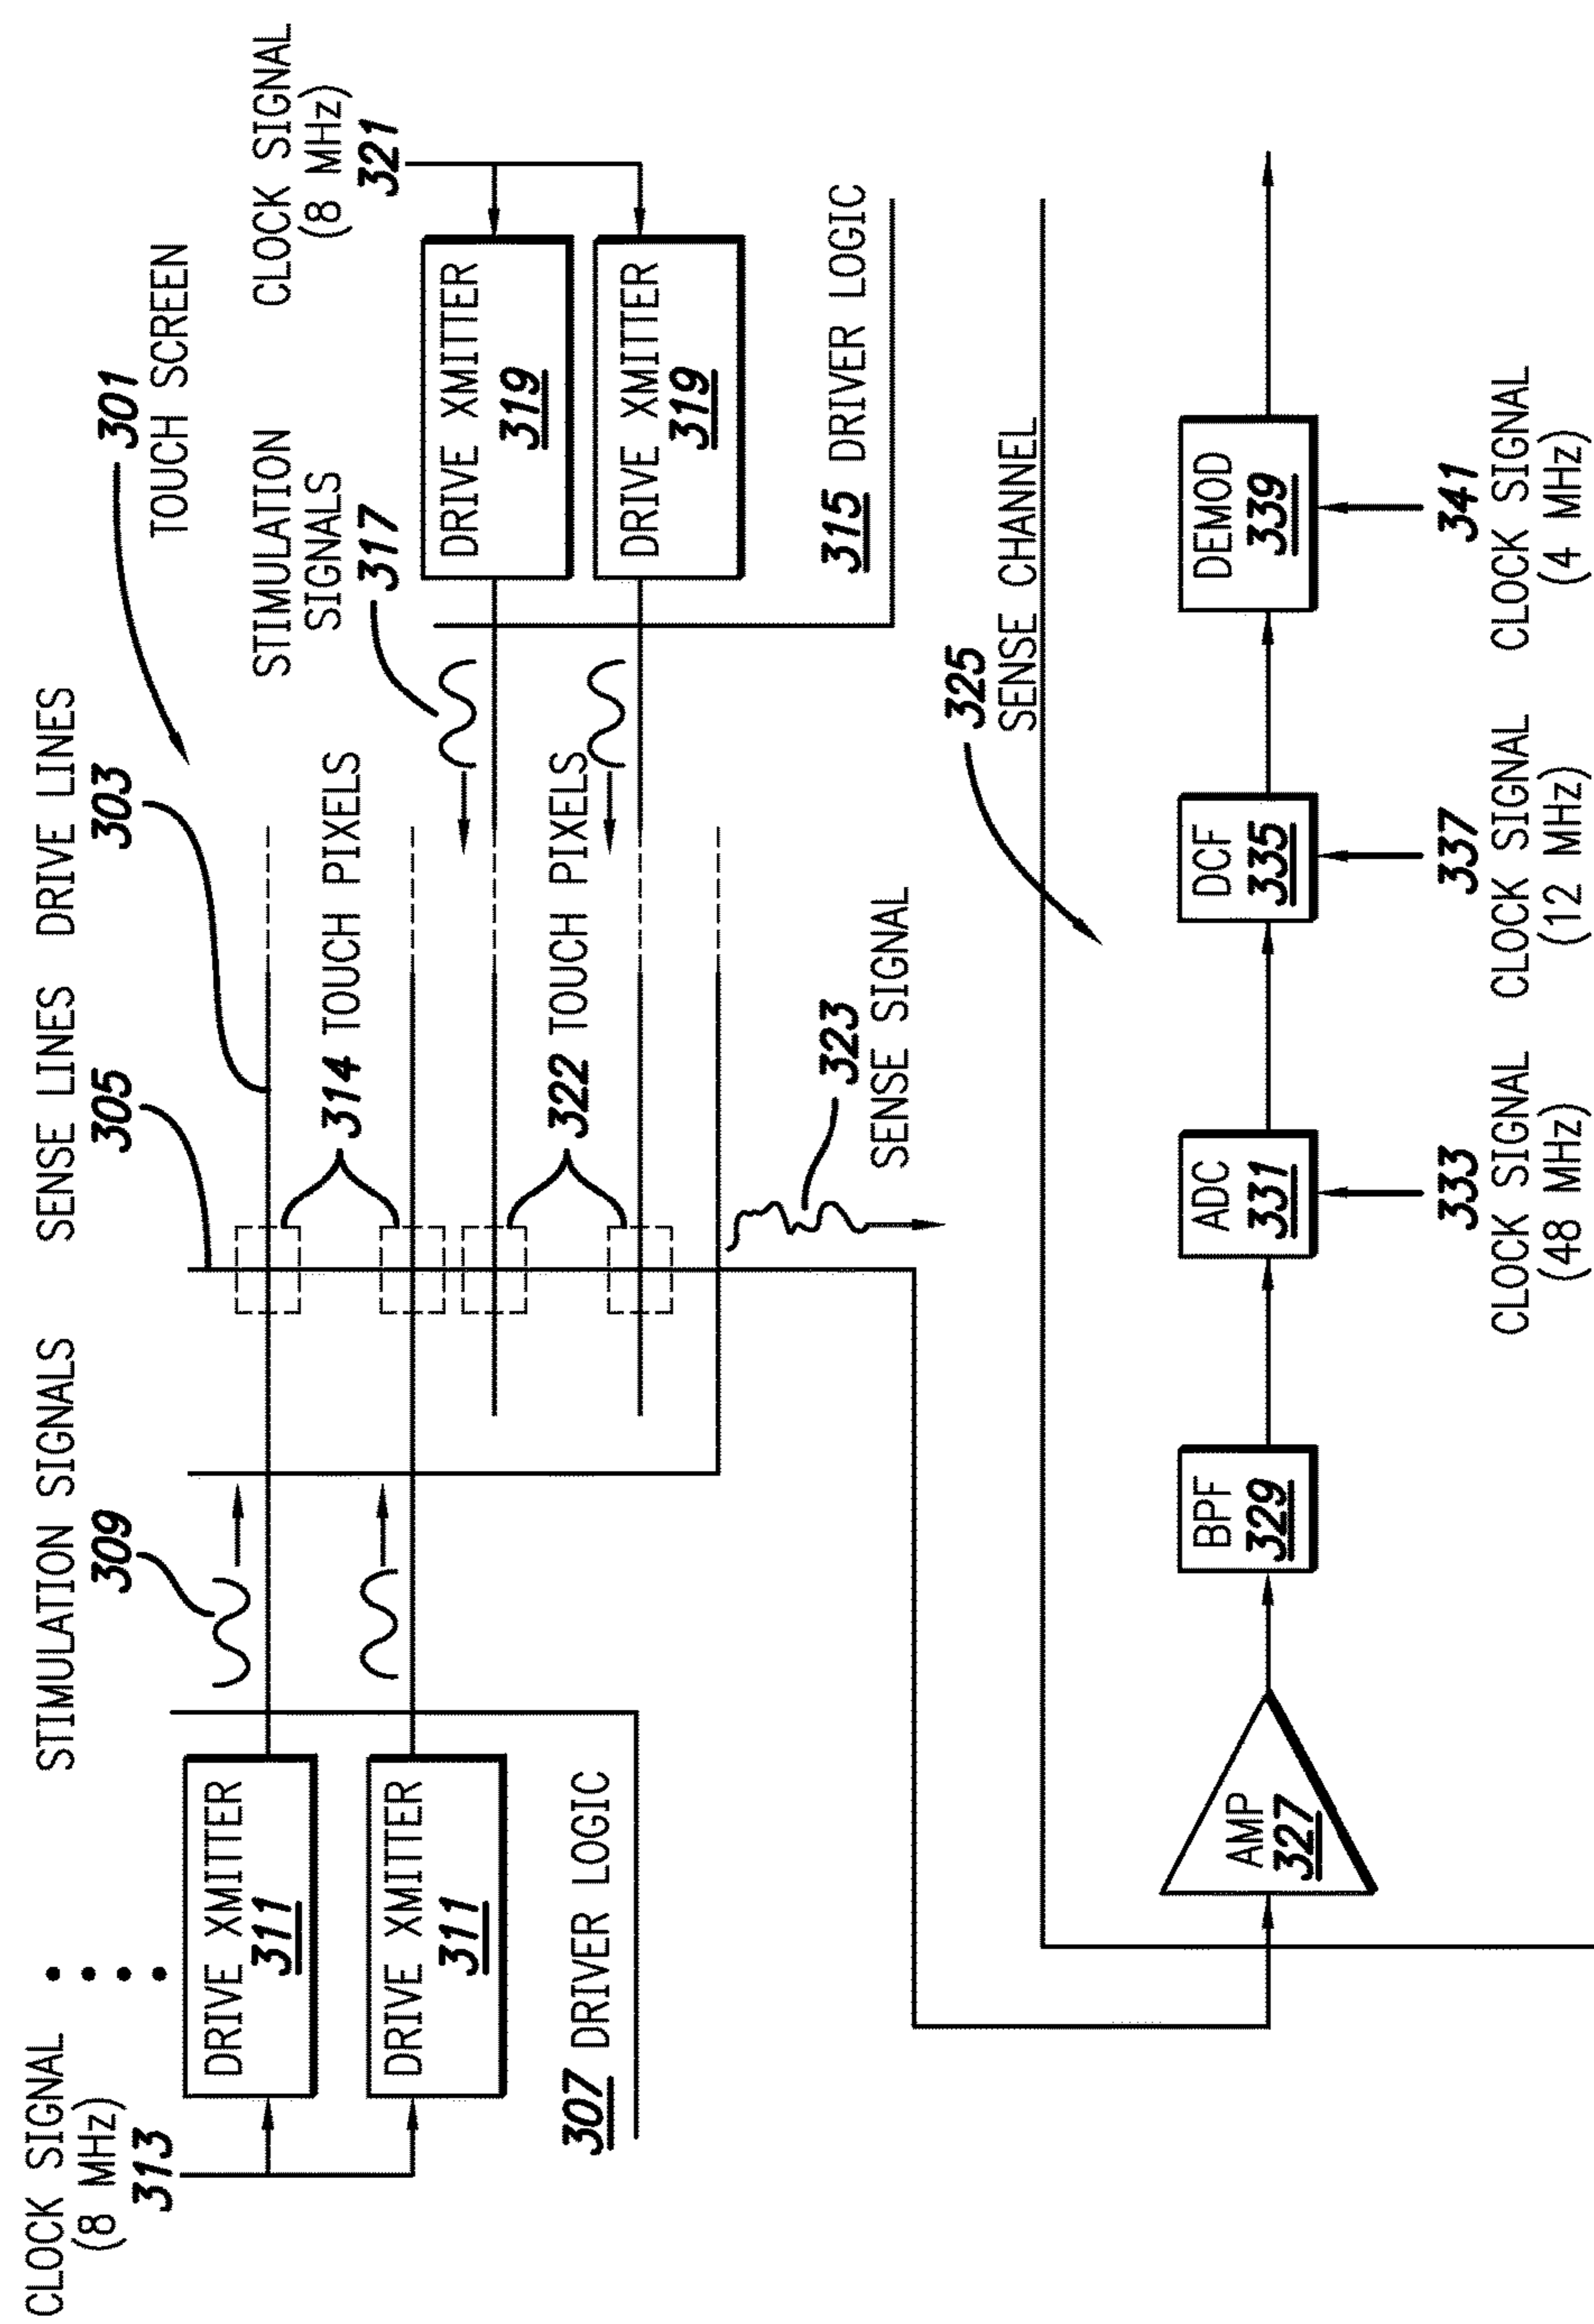 CLOCK SIGNAL
(8 MHz)
313
STIMULATION SIGNALS
309
SENSE LINES
305
DRIVE LINES
303
301
TOUCH SCREEN
DRIVE XMITTER
311
DRIVE XMITTER
311
307 DRIVER LOGIC
314 TOUCH PIXELS
322 TOUCH PIXELS
STIMULATION
SIGNALS
317
CLOCK SIGNAL
(8 MHz)
321
DRIVE XMITTER
319
DRIVE XMITTER
319
315 DRIVER LOGIC
323
SENSE SIGNAL
325
SENSE CHANNEL
AMP
327
BPF
329
ADC
331
DCF
335
DEMOD
339
333
CLOCK SIGNAL
(48 MHz)
337
CLOCK SIGNAL
(12 MHz)
341
CLOCK SIGNAL
(4 MHz)